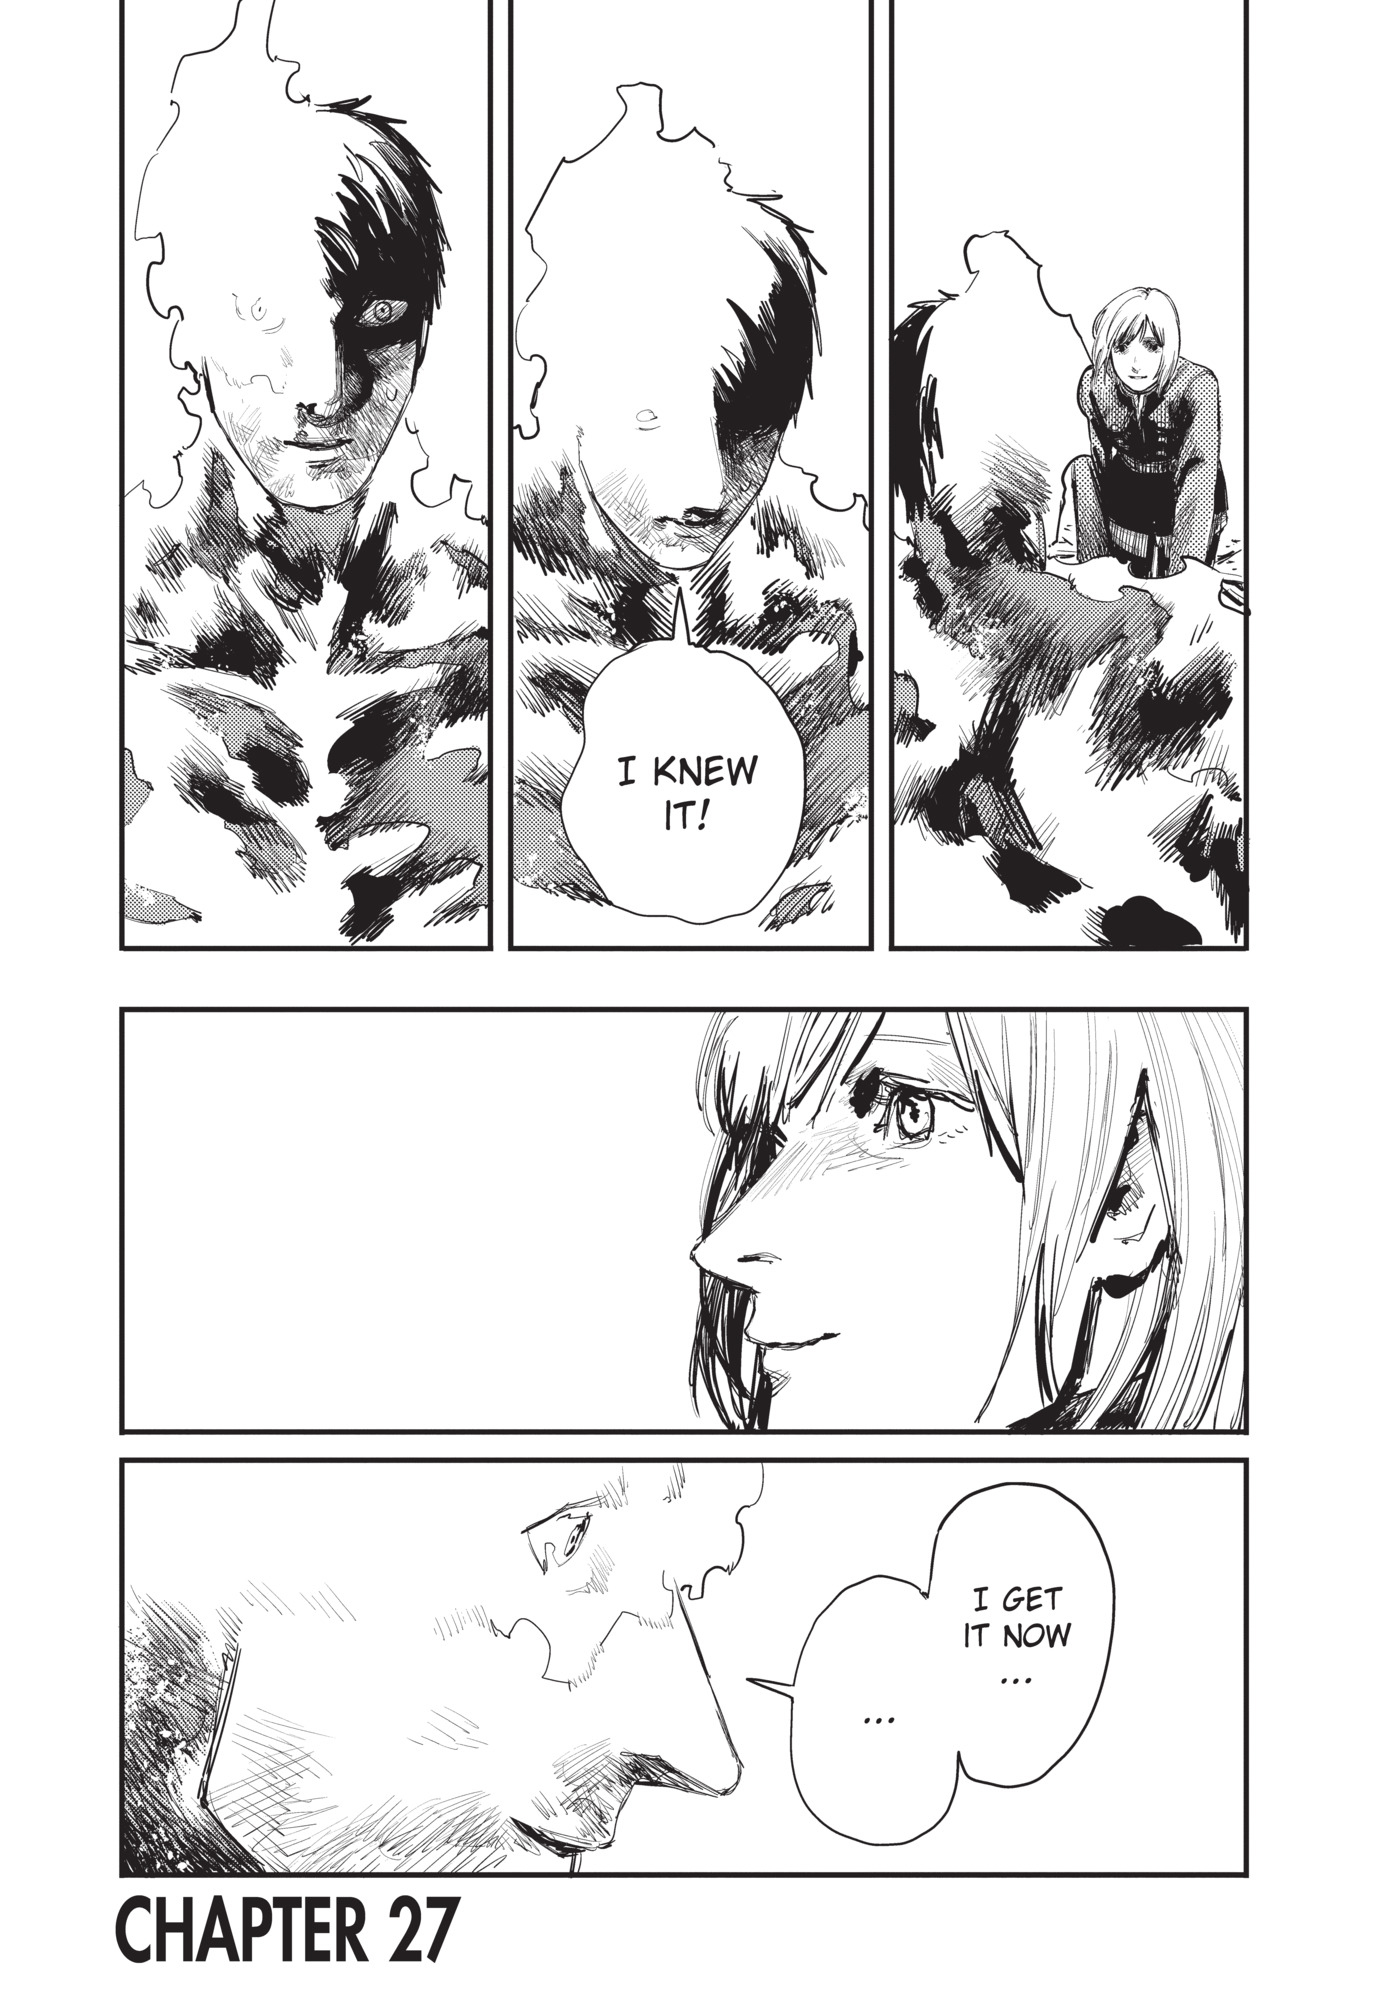 I KNEW
IT!
I GET
IT NOW
...
...
CHAPTER 27